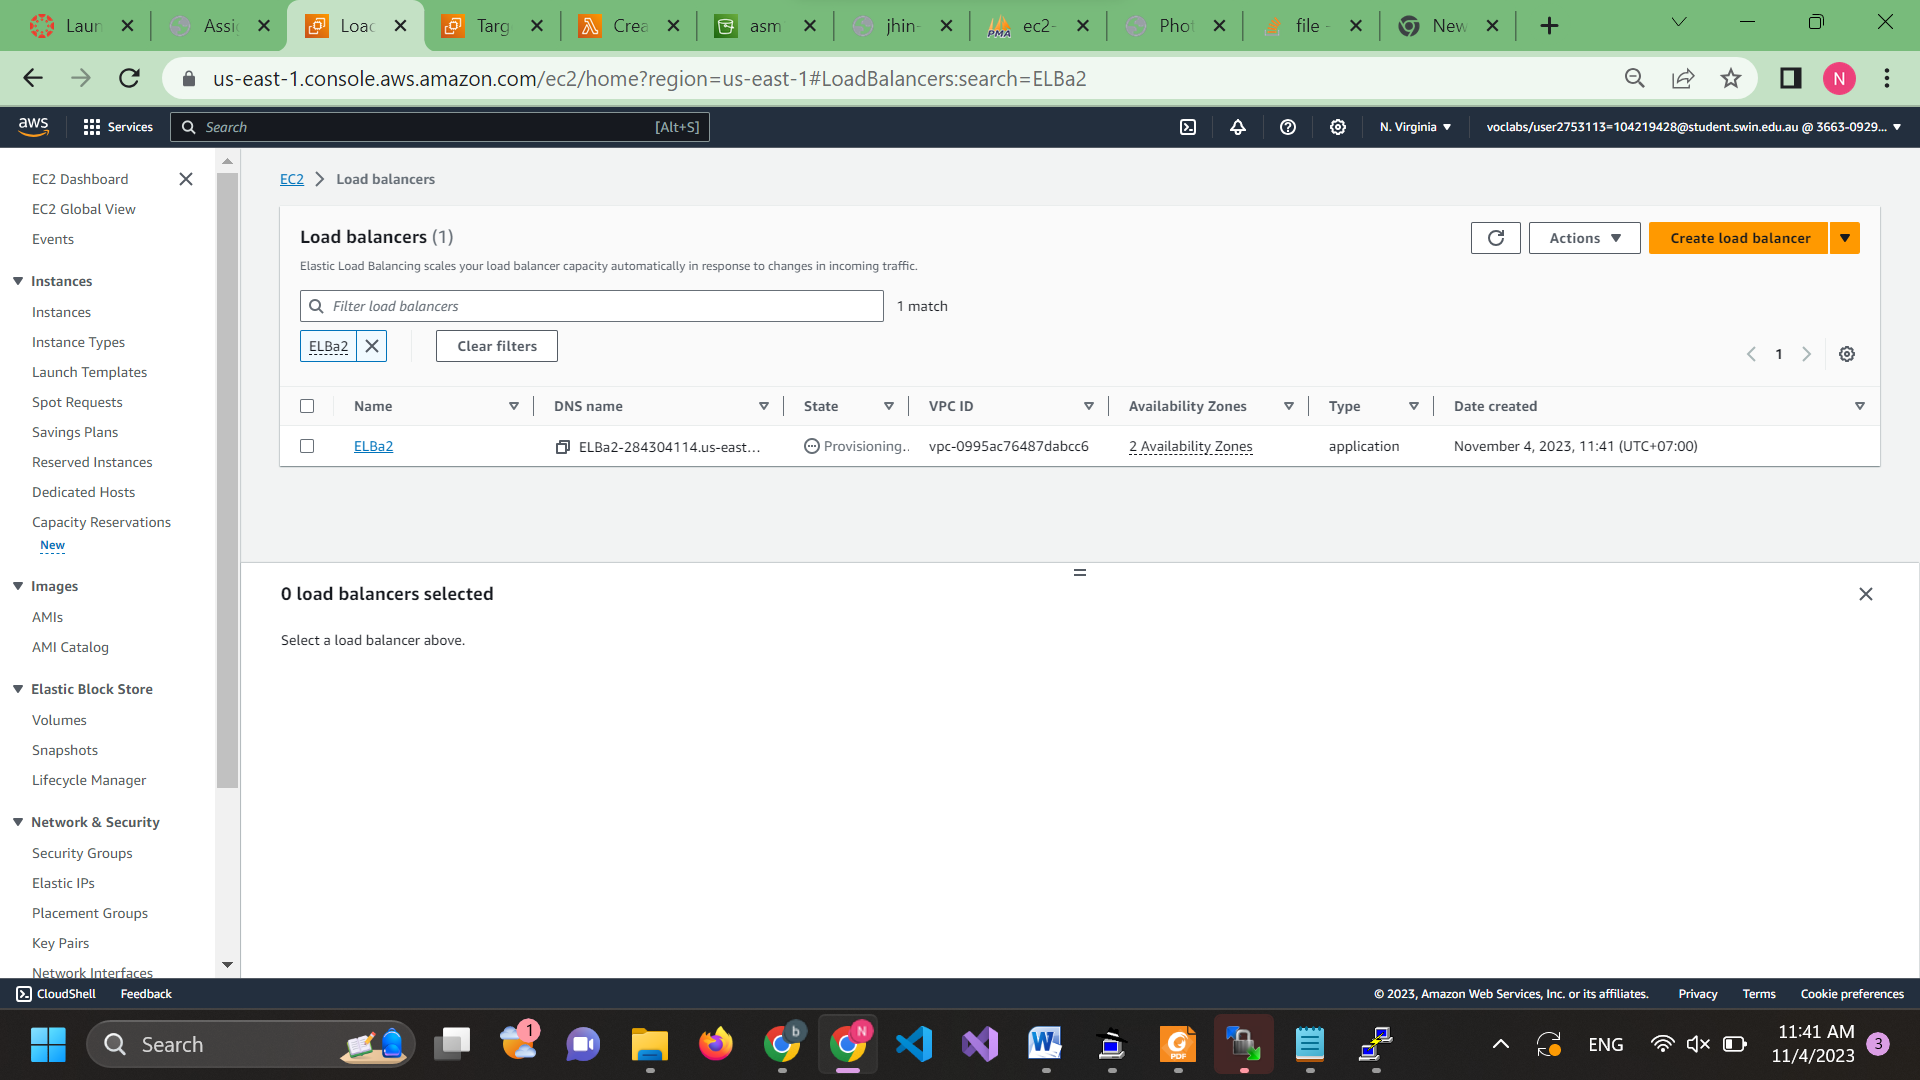 Laun
Assig
Load
Targ
Crea
asm
jhin-
ec2-
Phot
file -
New
us-east-1.console.aws.amazon.com/ec2/home?region=us-east-1#LoadBalancers:search=ELBa2
N
aws
Services
Search
[Alt+S]
N. Virginia
voclabs/user2753113=104219428@student.swin.edu.au @ 3663-0929...
EC2 Dashboard
EC2 Global View
Events
Instances
Instances
Instance Types
Launch Templates
Spot Requests
Savings Plans
Reserved Instances
Dedicated Hosts
Capacity Reservations
New
Images
AMIs
AMI Catalog
Elastic Block Store
Volumes
Snapshots
Lifecycle Manager
Network & Security
Security Groups
Elastic IPs
Placement Groups
Key Pairs
Network Interfaces
EC2 > Load balancers
Load balancers (1)
Elastic Load Balancing scales your load balancer capacity automatically in response to changes in incoming traffic.
Actions
Create load balancer
Filter load balancers
1 match
ELBa2
Clear filters
1
Name DNS name State VPC ID Availability Zones Type Date created
ELBa2 ELBa2-284304114.us-east... Provisioning.. vpc-0995ac76487dabcc6 2 Availability Zones application November 4, 2023, 11:41 (UTC+07:00)
0 load balancers selected
Select a load balancer above.
CloudShell
Feedback
© 2023, Amazon Web Services, Inc. or its affiliates.
Privacy
Terms
Cookie preferences
Search
1
b
N
PDF
ENG
11:41 AM
11/4/2023
3